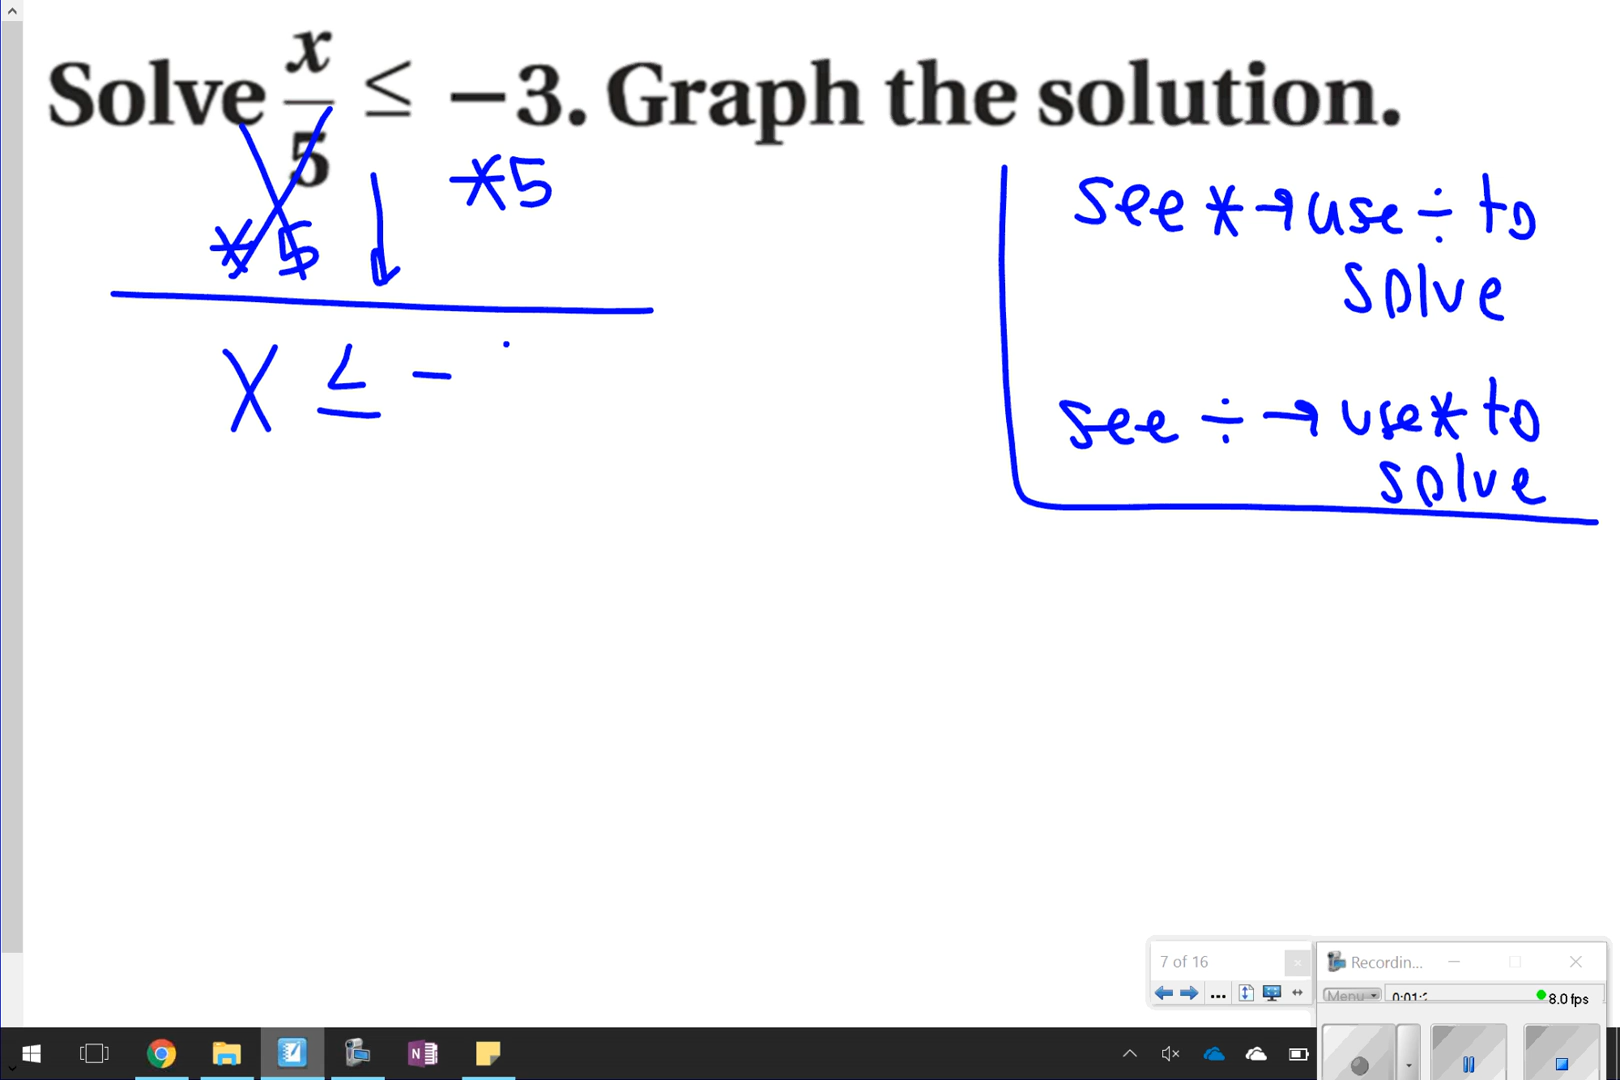 Solve x/5 ≤ −3. Graph the solution.
*5 *5
x ≤ −
see * → use ÷ to
solve
see ÷ → use * to
solve
7 of 16
Recordin...
Menu
8.0 fps